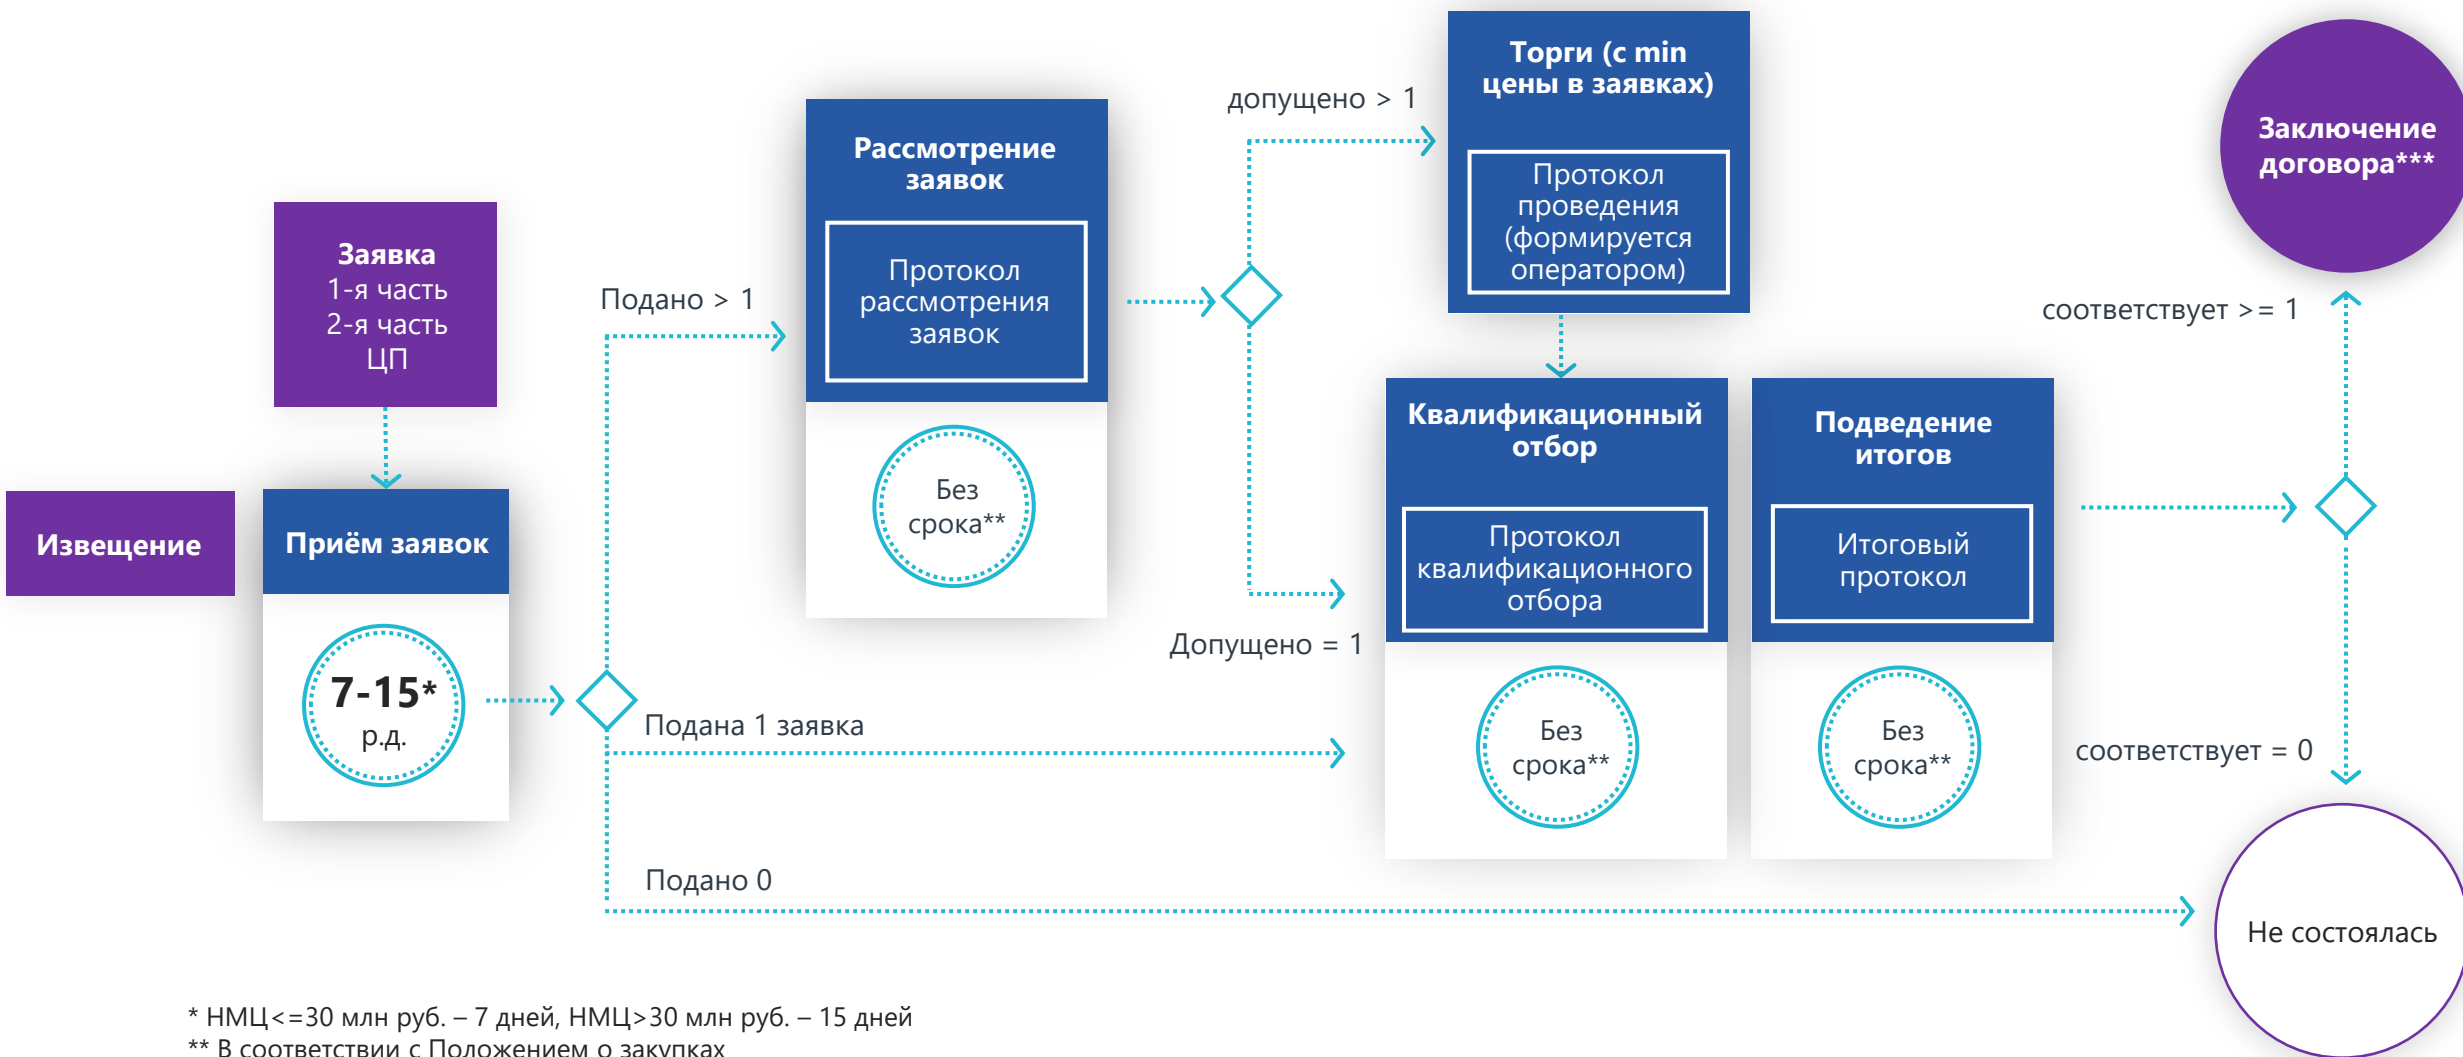 Извещение
Заявка
1-я часть
2-я часть
ЦП
Приём заявок
7-15*
р.д.
Подано > 1
Подана 1 заявка
Подано 0
Рассмотрение
заявок
Протокол
рассмотрения
заявок
Без
срока**
допущено > 1
Допущено = 1
Торги (с min
цены в заявках)
Протокол
проведения
(формируется
оператором)
Квалификационный
отбор
Протокол
квалификационного
отбора
Без
срока**
Подведение
итогов
Итоговый
протокол
Без
срока**
соответствует >= 1
соответствует = 0
Заключение
договора***
Не состоялась
* НМЦ<=30 млн руб. – 7 дней, НМЦ>30 млн руб. – 15 дней
** В соответствии с Положением о закупках